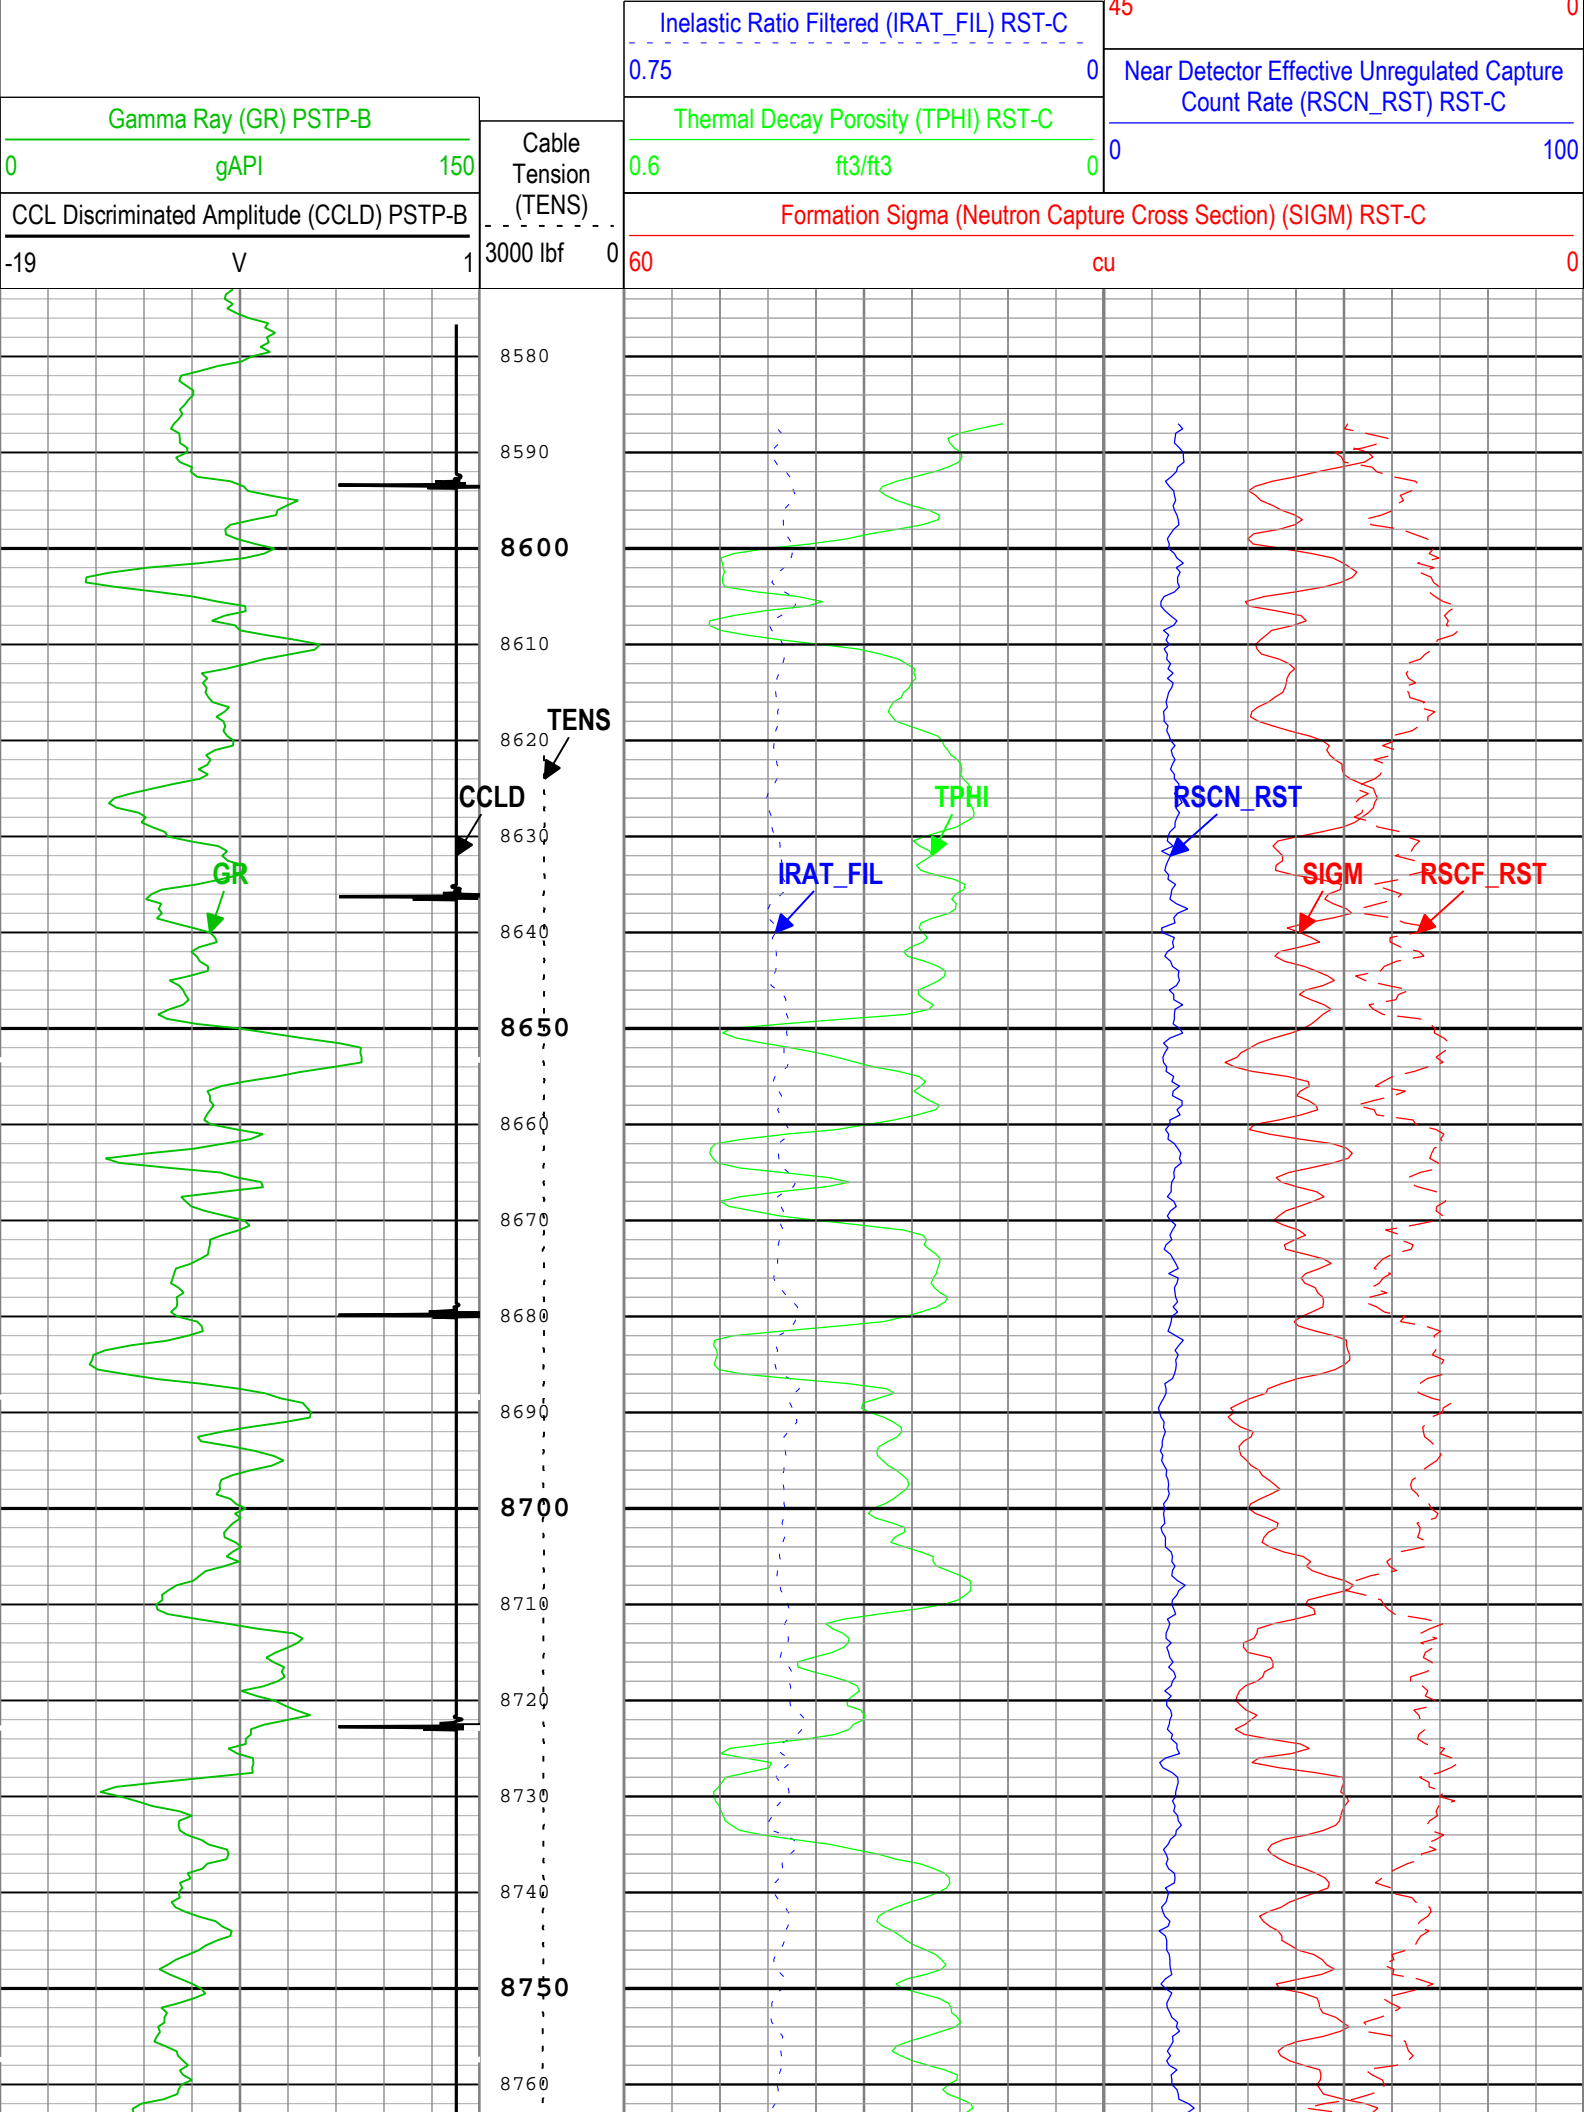 45 0
Inelastic Ratio Filtered (IRAT_FIL) RST-C
0.75 0
Near Detector Effective Unregulated Capture
Count Rate (RSCN_RST) RST-C
0 100
Gamma Ray (GR) PSTP-B
0 gAPI 150
Cable
Tension
(TENS)
3000 lbf 0
Thermal Decay Porosity (TPHI) RST-C
0.6 ft3/ft3 0
CCL Discriminated Amplitude (CCLD) PSTP-B
-19 V 1
Formation Sigma (Neutron Capture Cross Section) (SIGM) RST-C
60 cu 0
8580
8590
8600
8610
TENS
8620
CCLD
TPHI
RSCN_RST
8630
GR
IRAT_FIL
SIGM
RSCF_RST
8640
8650
8660
8670
8680
8690
8700
8710
8720
8730
8740
8750
8760